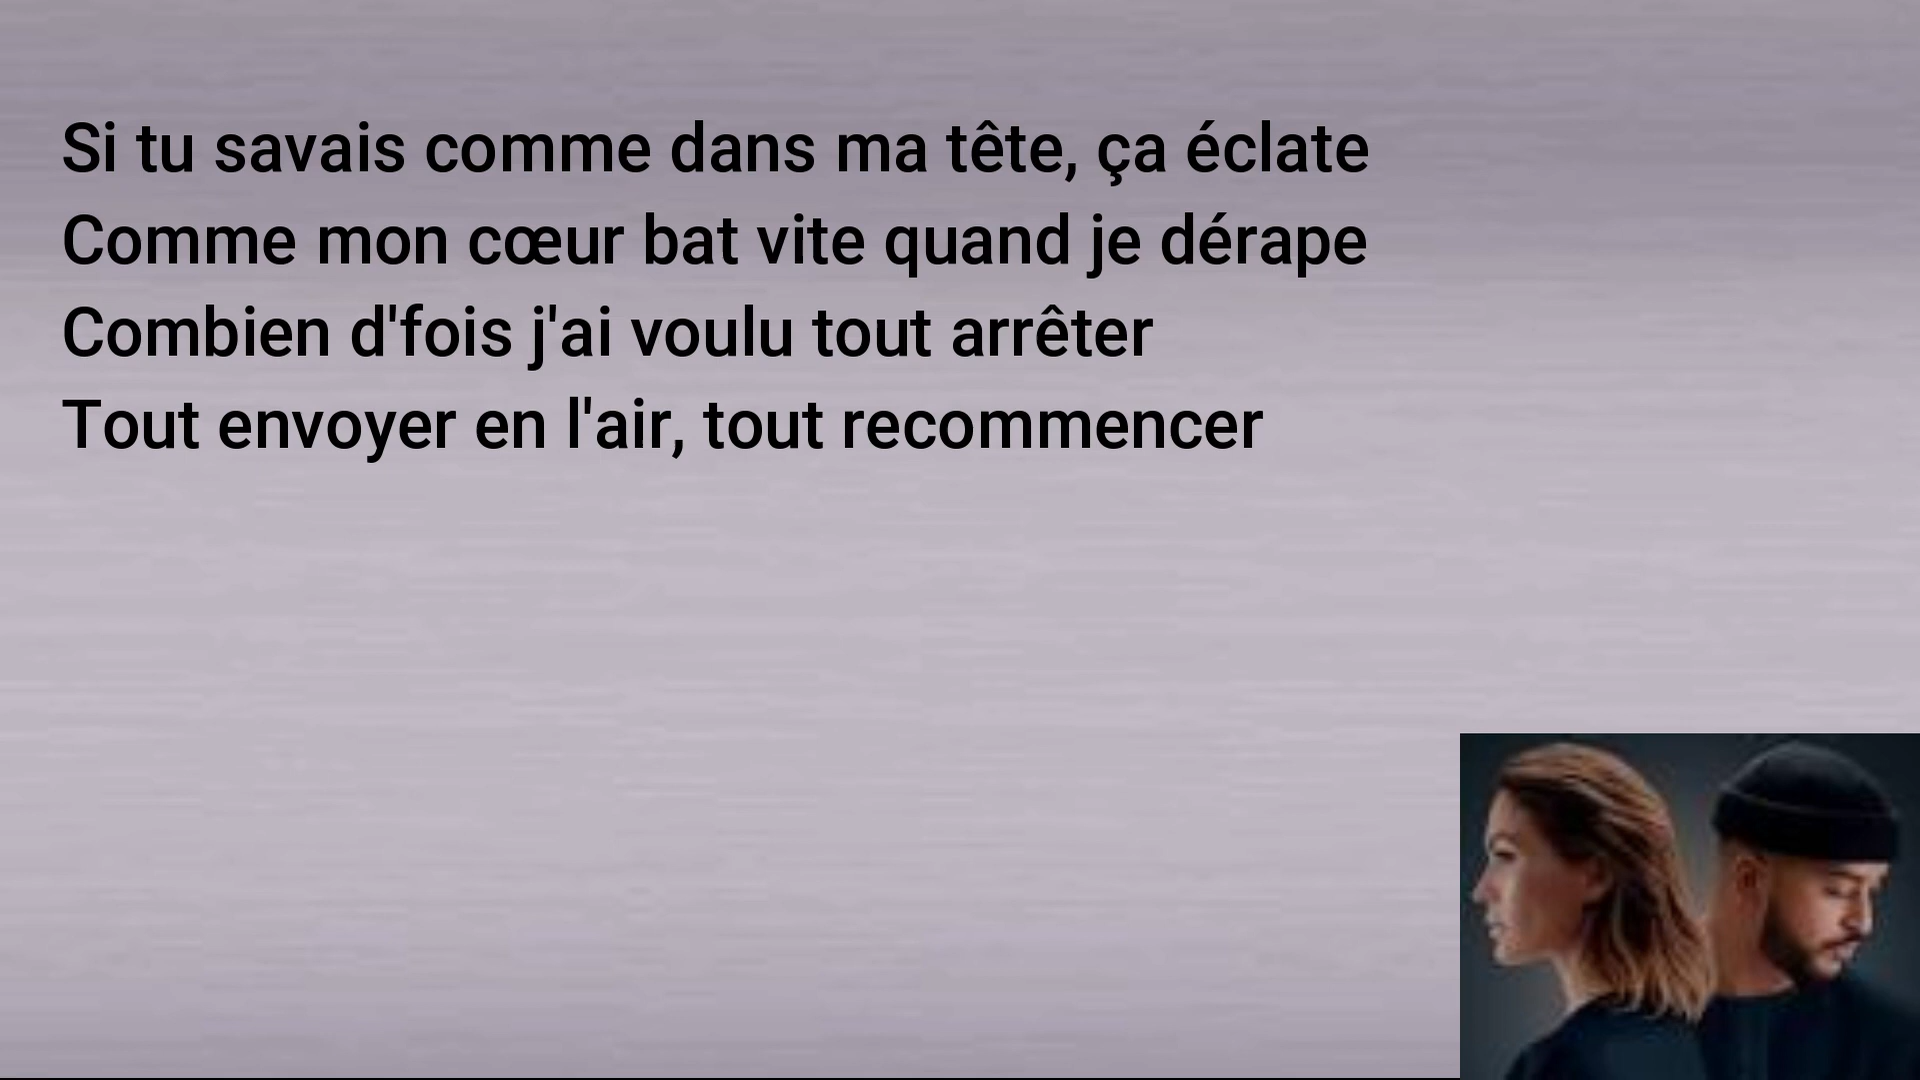 Si tu savais comme dans ma tête, ça éclate
Comme mon cœur bat vite quand je dérape
Combien d'fois j'ai voulu tout arrêter
Tout envoyer en l'air, tout recommencer